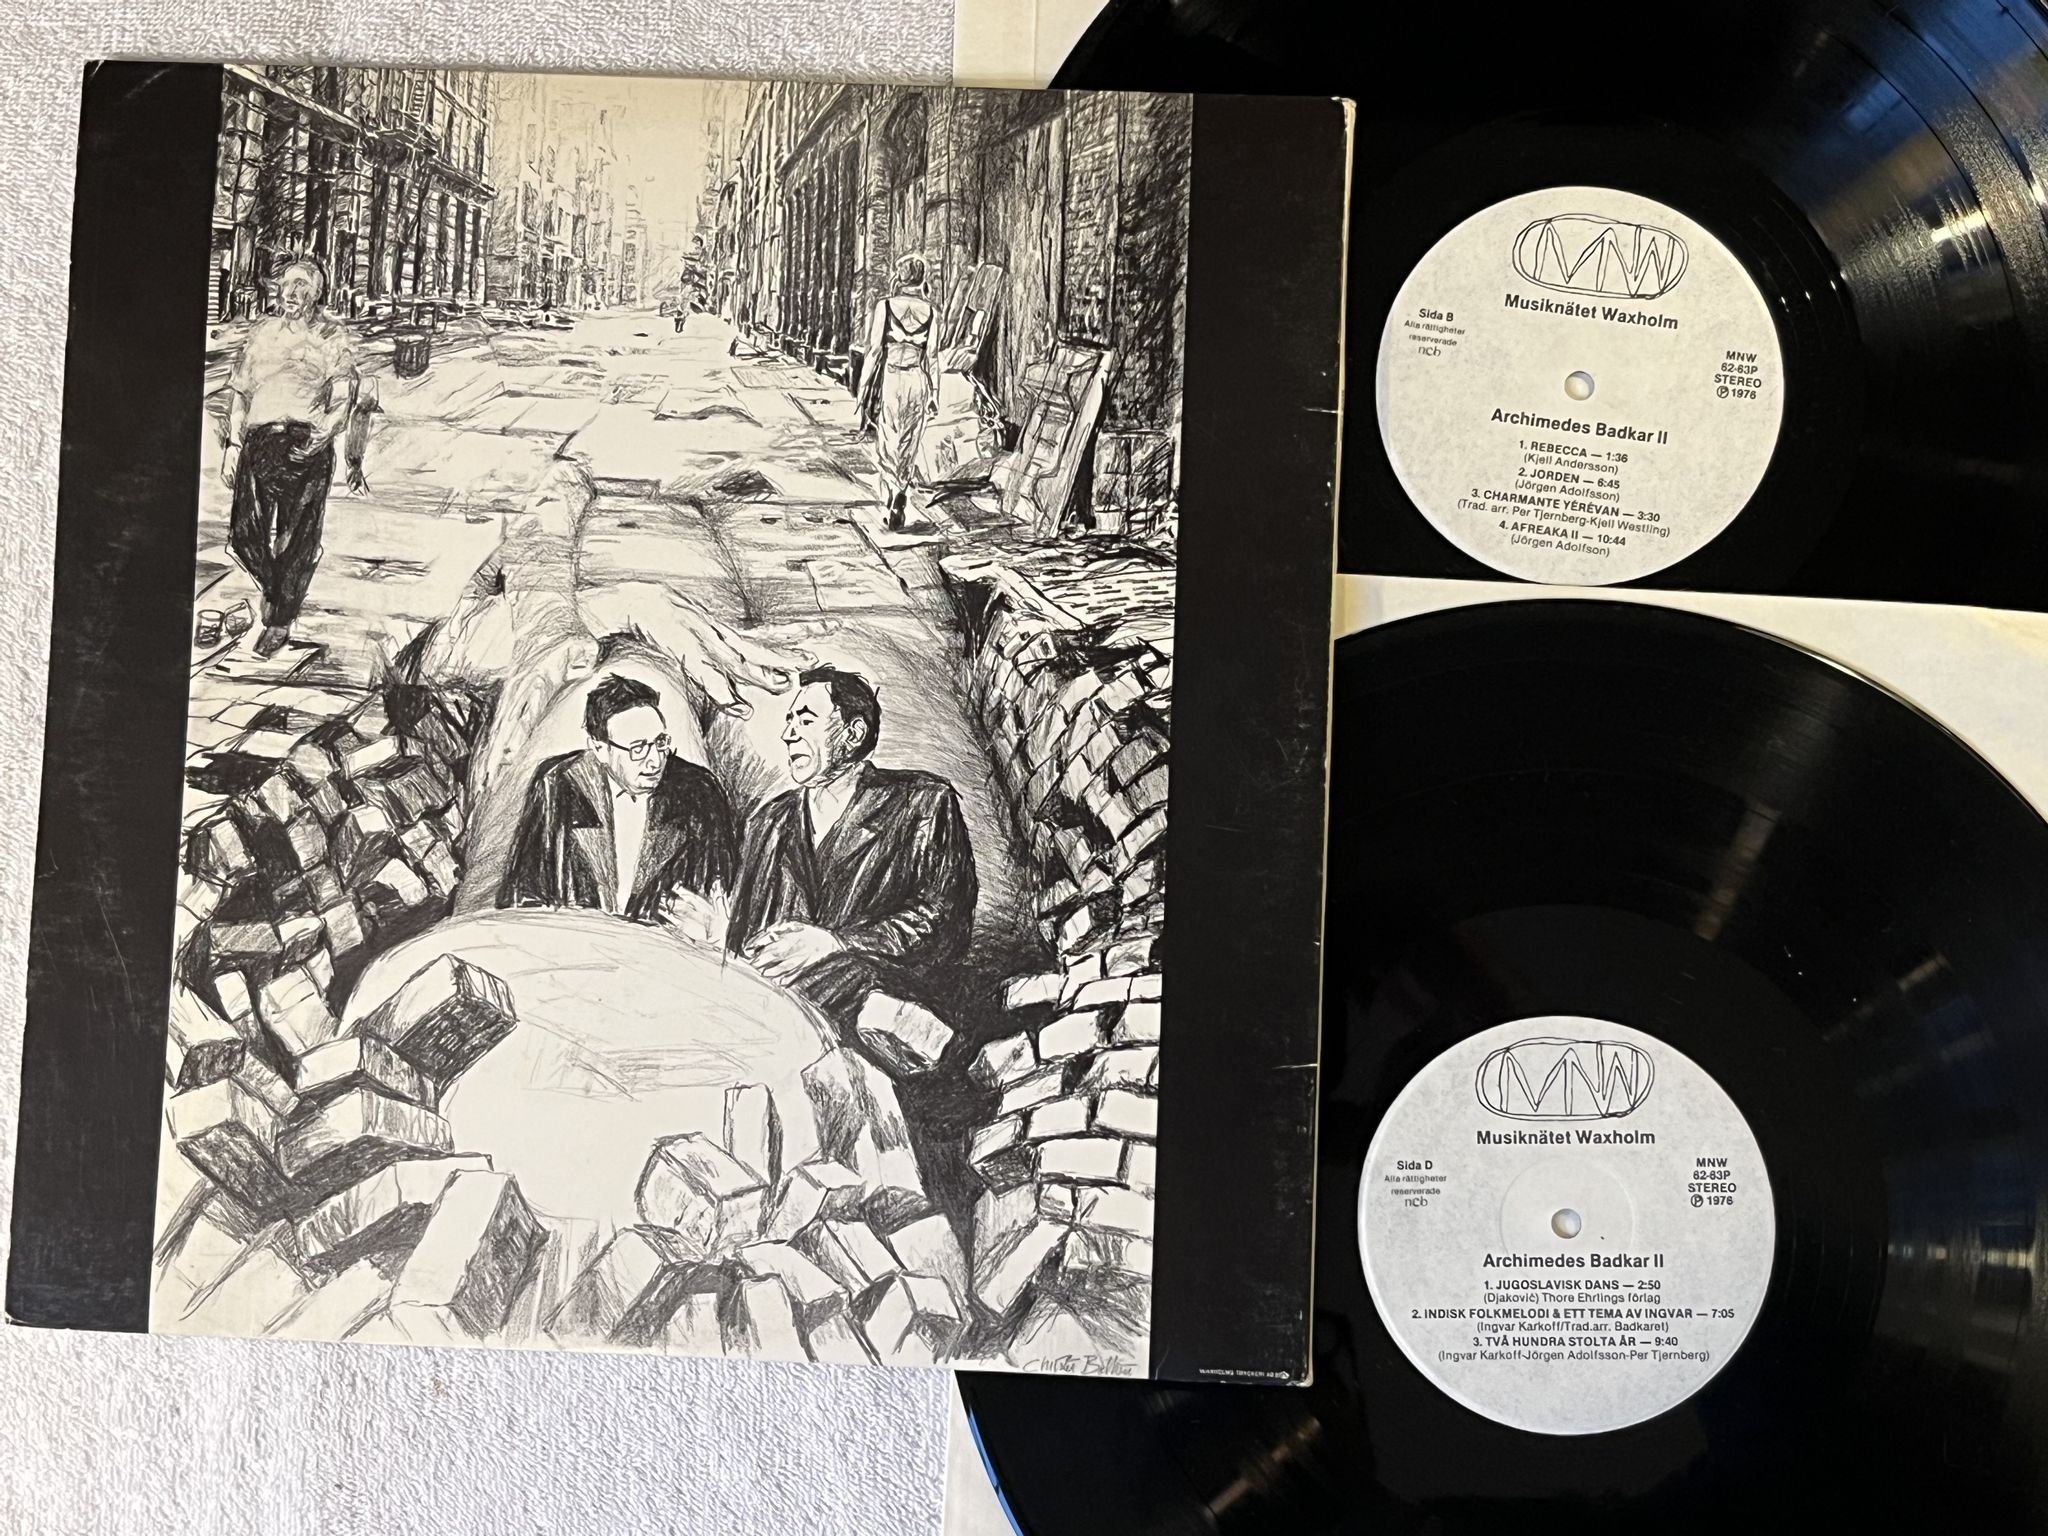 MNW
Musiknätet Waxholm
Sida B
Alla rättigheter
reserverade
ncb
MNW
62-63P
STEREO
Ⓟ 1976
Archimedes Badkar II
1. REBECCA — 1:36
(Kjell Andersson)
2. JORDEN — 6:45
(Jörgen Adolfsson)
3. CHARMANTE YÉRÉVAN — 3:30
(Trad. arr. Per Tjernberg-Kjell Westling)
4. AFREAKA II — 10:44
(Jörgen Adolfson)
MNW
Musiknätet Waxholm
Sida D
Alla rättigheter
reserverade
ncb
MNW
62-63P
STEREO
Ⓟ 1976
Archimedes Badkar II
1. JUGOSLAVISK DANS — 2:50
(Djaković) Thore Ehrlings förlag
2. INDISK FOLKMELODI & ETT TEMA AV INGVAR — 7:05
(Ingvar Karkoff/Trad.arr. Badkaret)
3. TVÅ HUNDRA STOLTA ÅR — 9:40
(Ingvar Karkoff-Jörgen Adolfsson-Per Tjernberg)